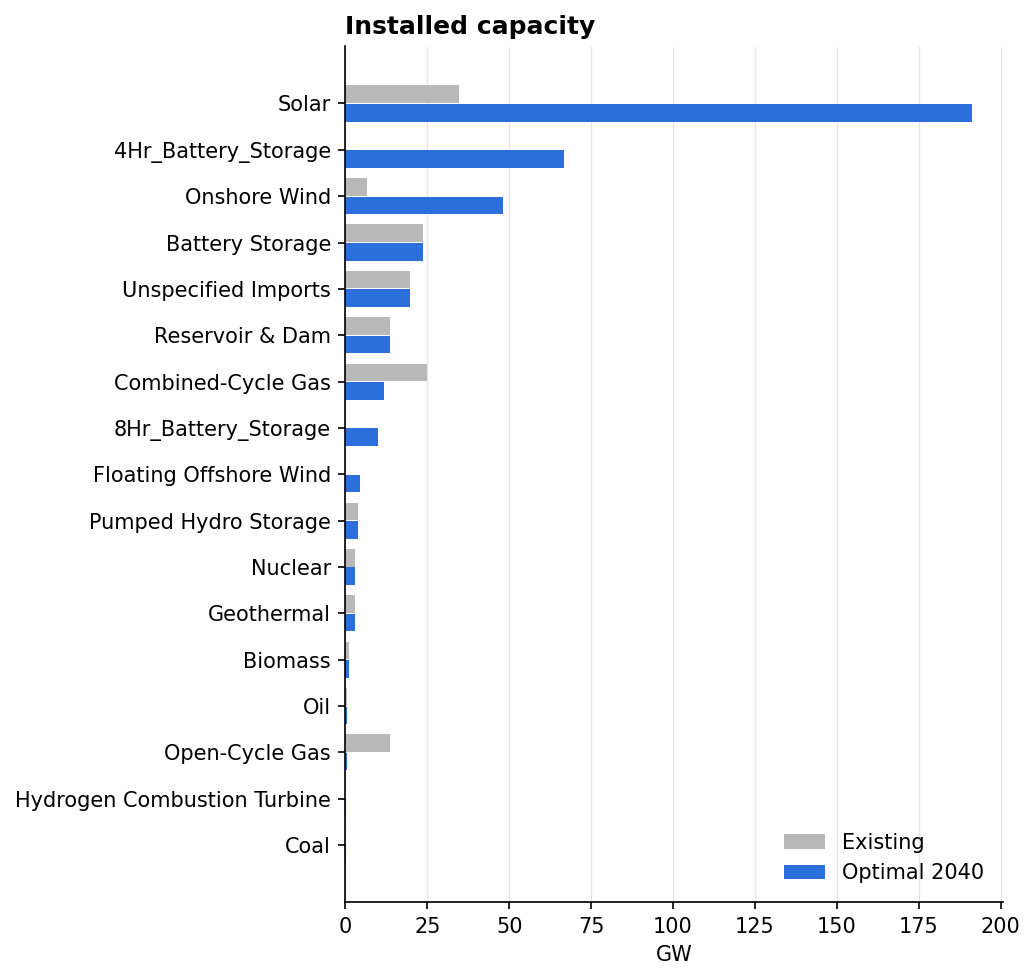 Installed capacity
Solar
4Hr_Battery_Storage
Onshore Wind
Battery Storage
Unspecified Imports
Reservoir & Dam
Combined-Cycle Gas
8Hr_Battery_Storage
Floating Offshore Wind
Pumped Hydro Storage
Nuclear
Geothermal
Biomass
Oil
Open-Cycle Gas
Hydrogen Combustion Turbine
Coal
Existing
Optimal 2040
0 25 50 75 100 125 150 175 200
GW